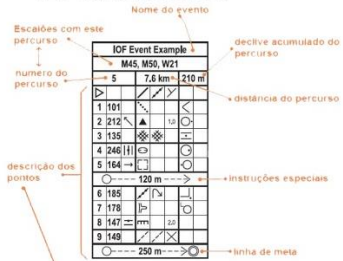 Nome do evento
Escalões com este percurso
IOF Event Example
declive acumulado do percurso
M45, M50, W21
numero do percurso
5 7,6 km 210 m
distância do percurso
1 101
2 212 1,0
3 135
4 246
descrição dos pontos
5 164
120 m
instruções especiais
6 185
7 178
8 147 2,0
9 149
250 m
linha de meta